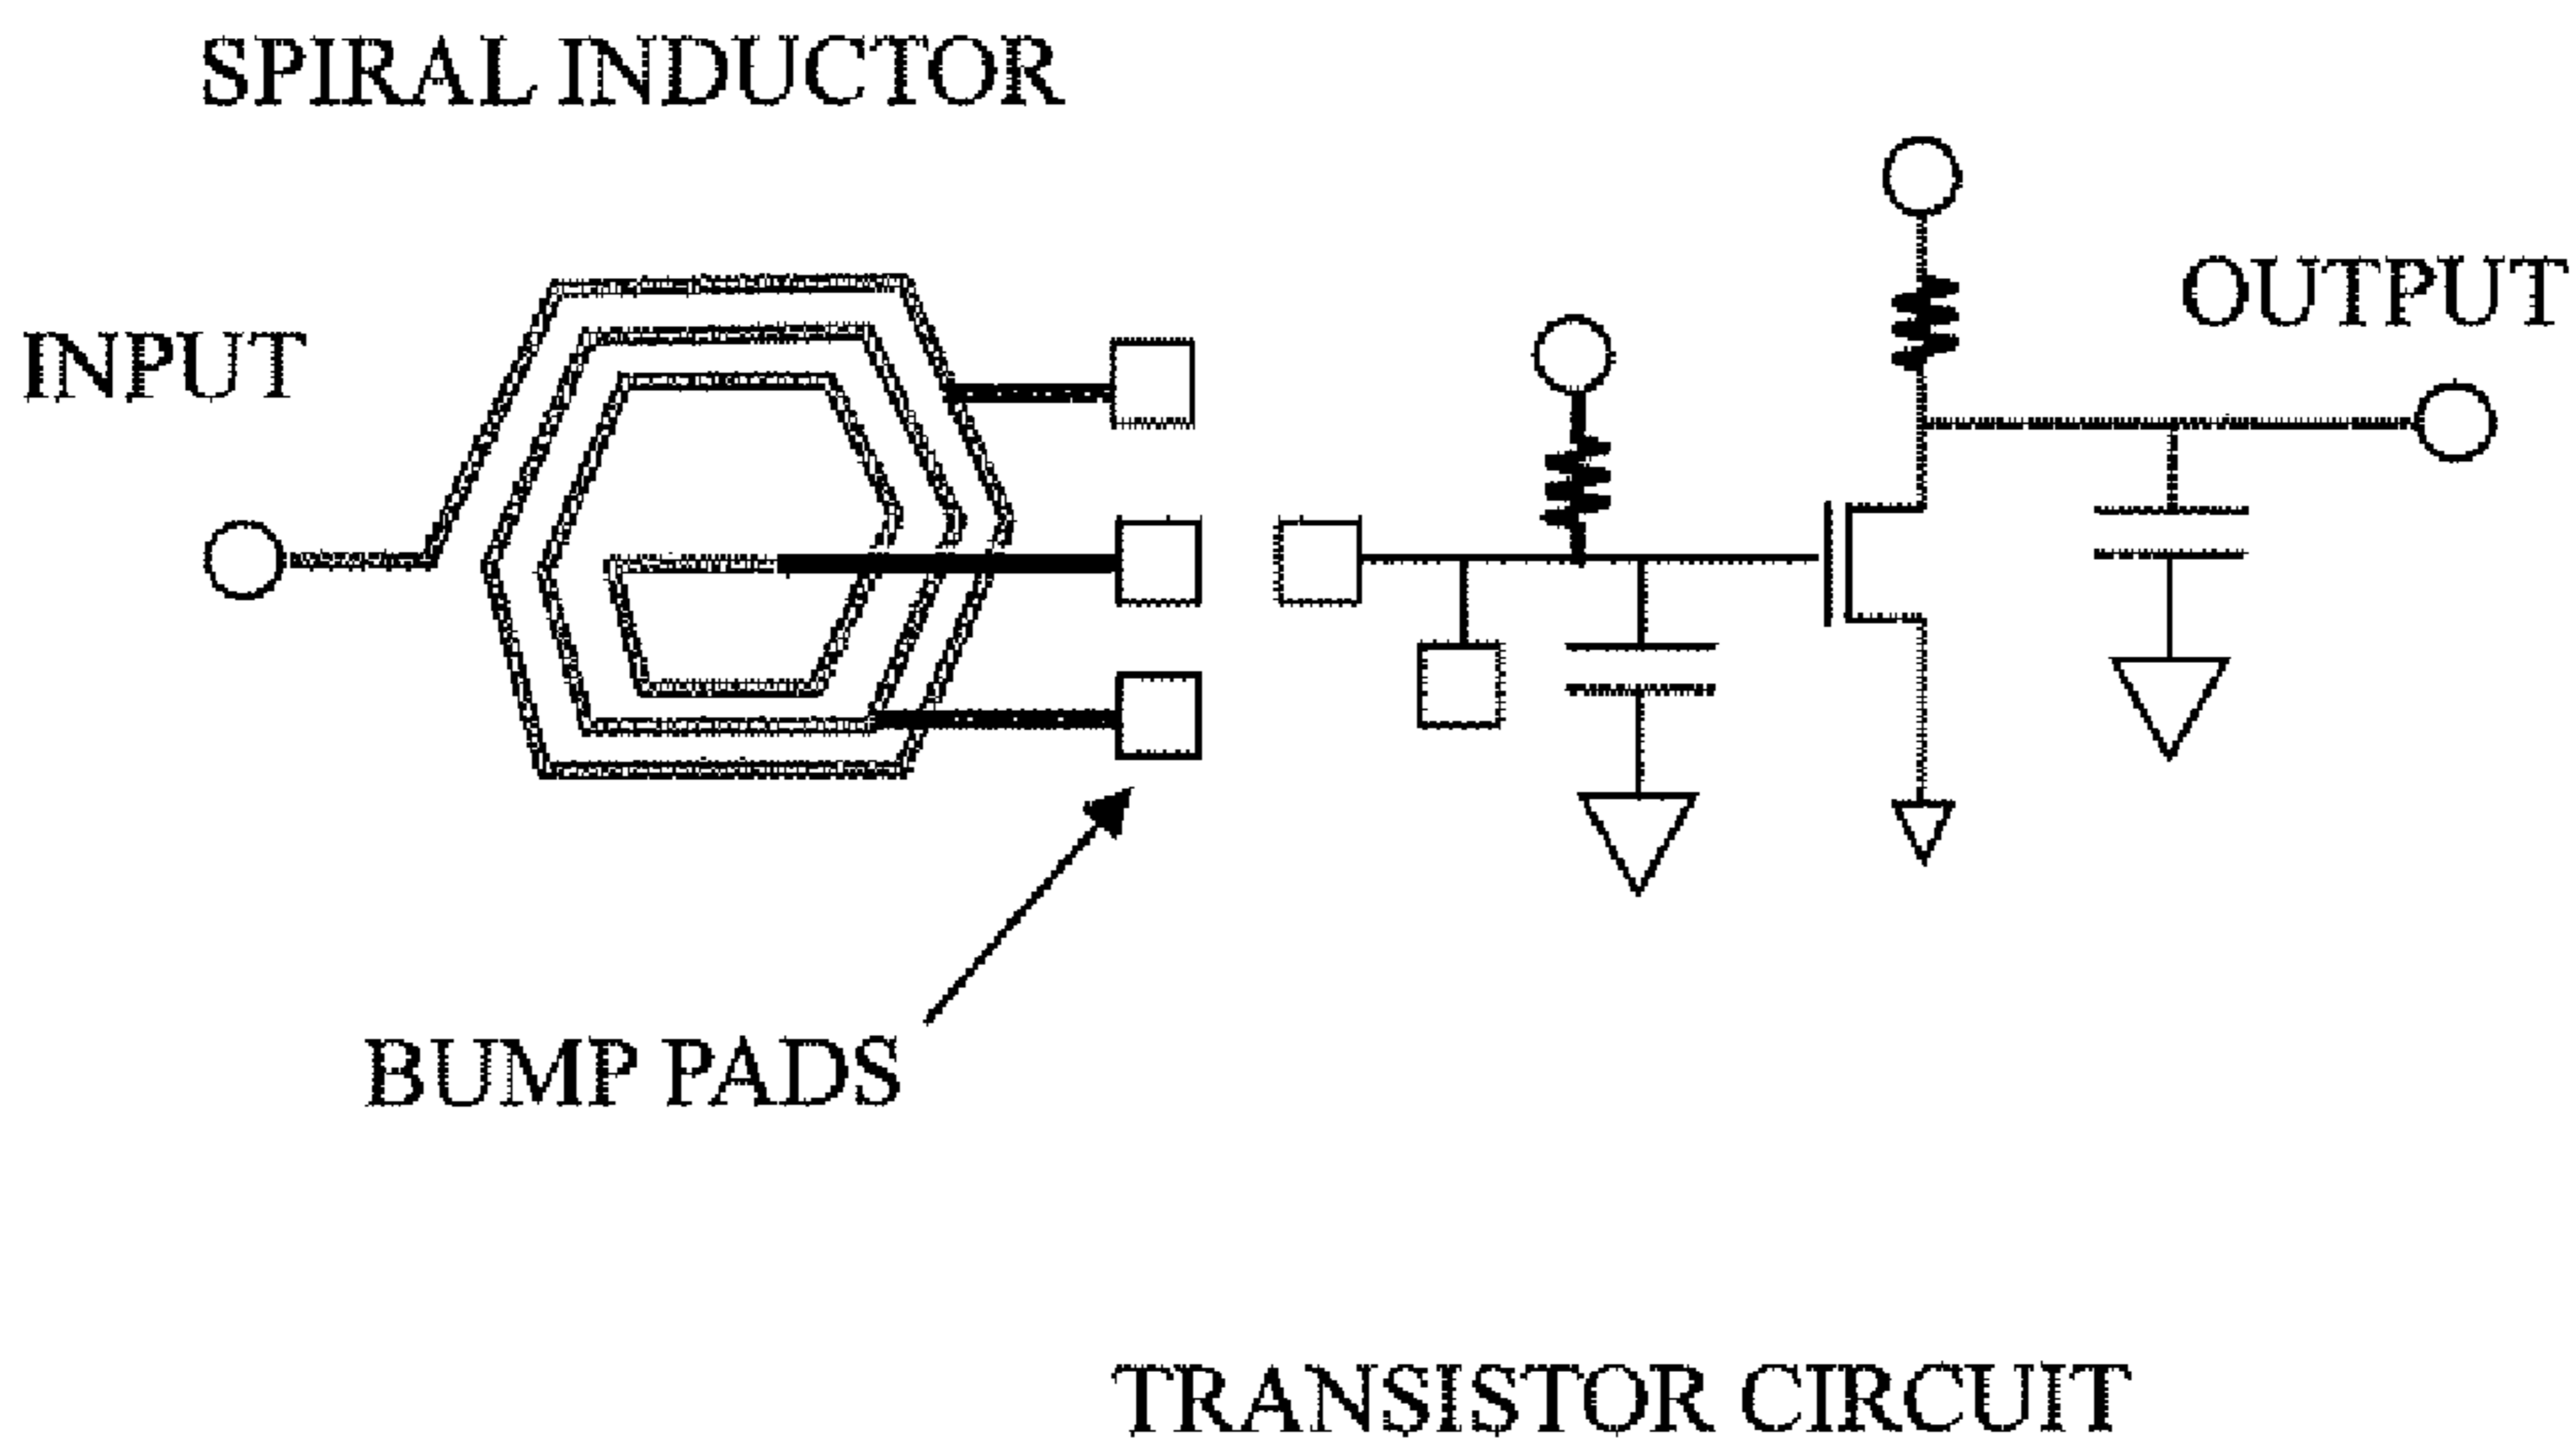 SPIRAL INDUCTOR
INPUT
OUTPUT
BUMP PADS
TRANSISTOR CIRCUIT